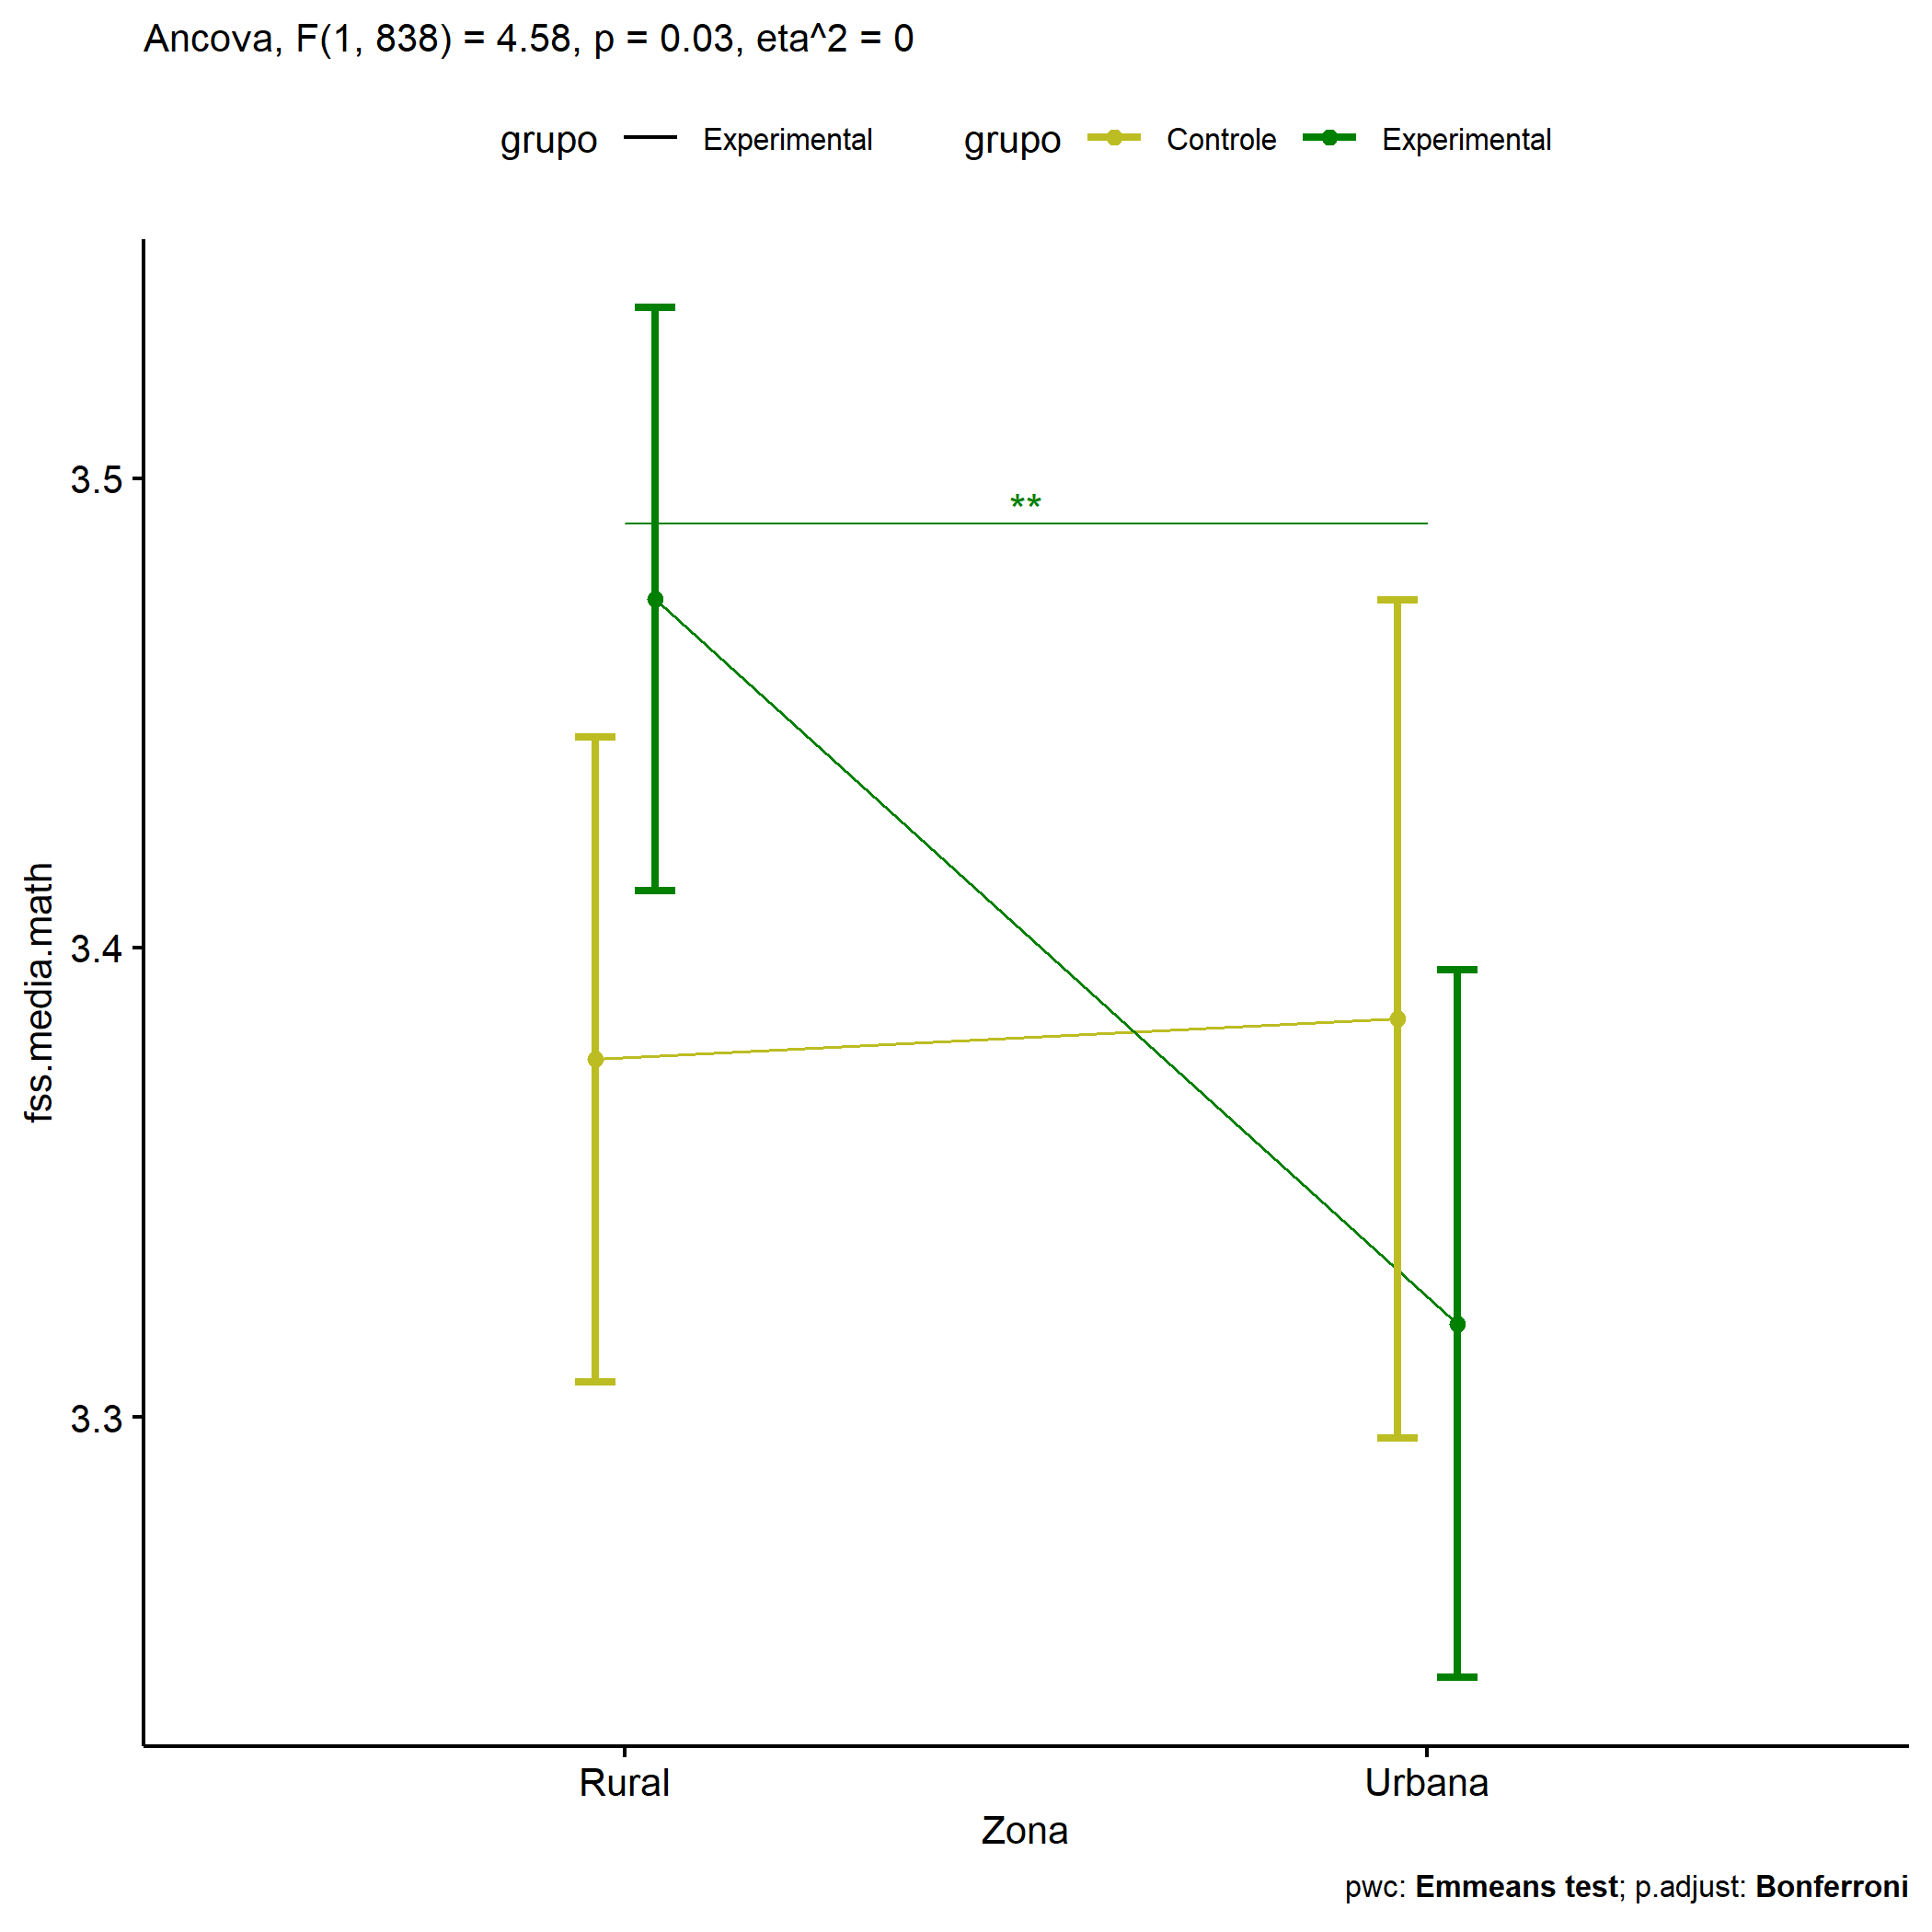 Ancova, F(1, 838) = 4.58, p = 0.03, eta^2 = 0
grupo Experimental grupo Controle Experimental
fss.media.math
3.5
3.4
3.3
**
Rural Urbana
Zona
pwc: Emmeans test; p.adjust: Bonferroni